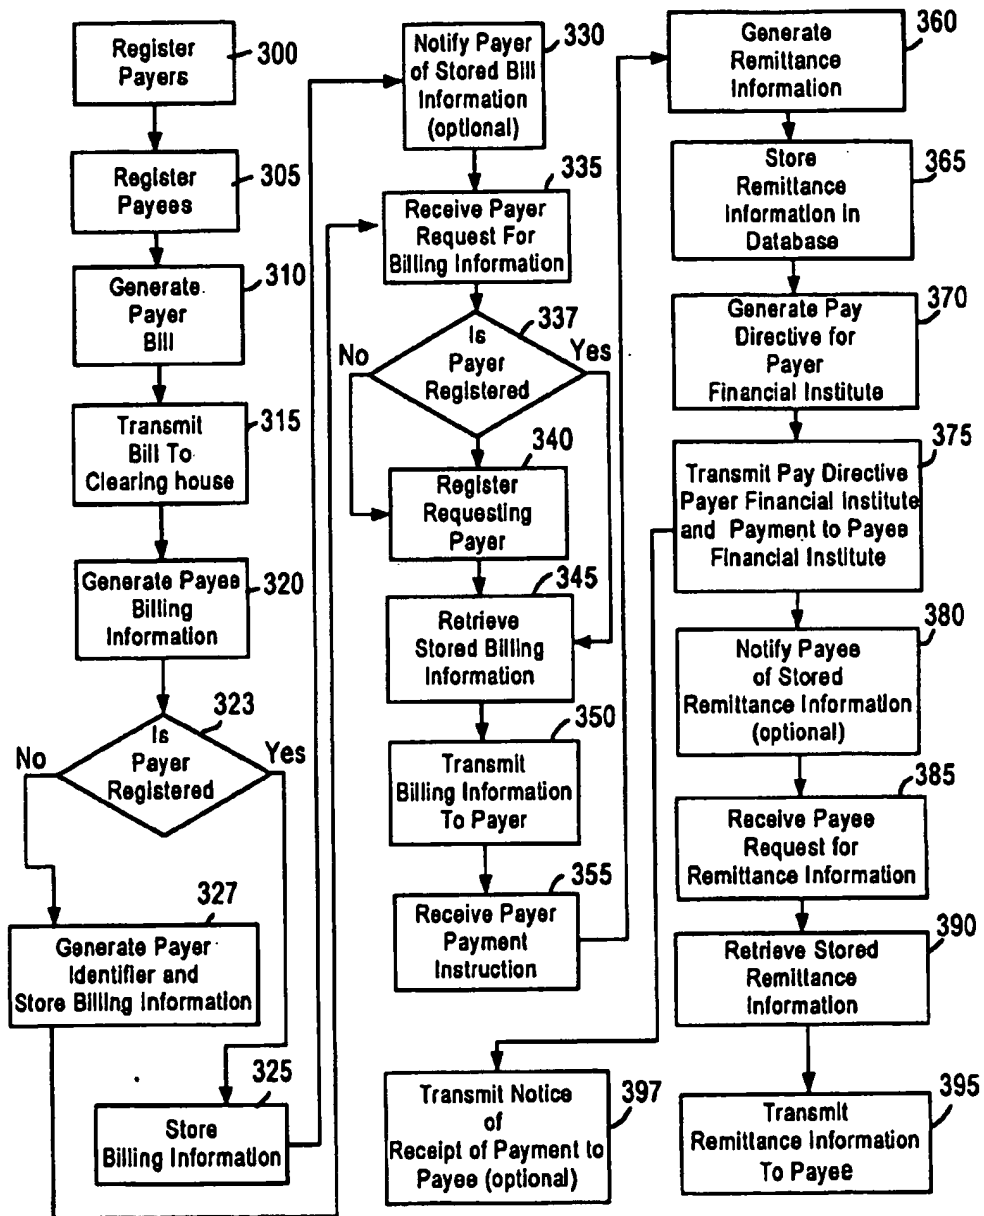 Register
Payers
300
Register
Payees
305
Generate
Payer
Bill
310
Transmit
Bill To
Clearing house
315
Generate Payee
Billing
Information
320
Is
Payer
Registered
323
No
Yes
Generate Payer
Identifier and
Store Billing Information
327
Store
Billing Information
325
Notify Payer
of Stored Bill
Information
(optional)
330
Receive Payer
Request For
Billing Information
335
Is
Payer
Registered
337
No
Yes
Register
Requesting
Payer
340
Retrieve
Stored Billing
Information
345
Transmit
Billing Information
To Payer
350
Receive Payer
Payment
Instruction
355
Generate
Remittance
Information
360
Store
Remittance
Information in
Database
365
Generate Pay
Directive for
Payer
Financial Institute
370
Transmit Pay Directive
Payer Financial Institute
and Payment to Payee
Financial Institute
375
Notify Payee
of Stored
Remittance Information
(optional)
380
Receive Payee
Request for
Remittance Information
385
Retrieve Stored
Remittance
Information
390
Transmit
Remittance Information
To Payee
395
Transmit Notice
of
Receipt of Payment to
Payee (optional)
397